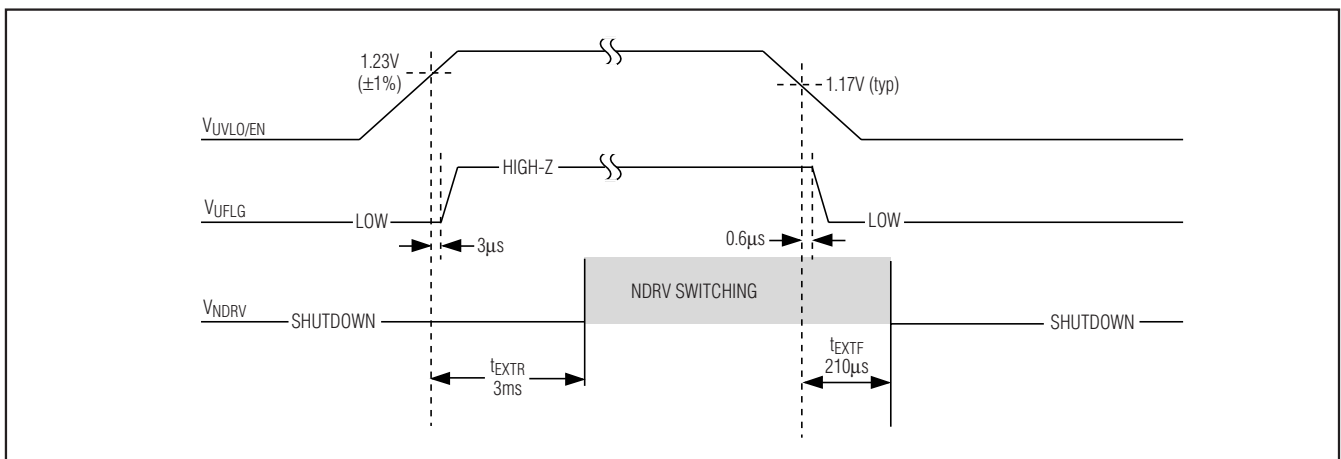 1.23V
(±1%)
1.17V (typ)
VUVLO/EN
HIGH-Z
VUFLG
LOW
LOW
3μs
0.6μs
NDRV SWITCHING
VNDRV
SHUTDOWN
SHUTDOWN
tEXTR
3ms
tEXTF
210μs